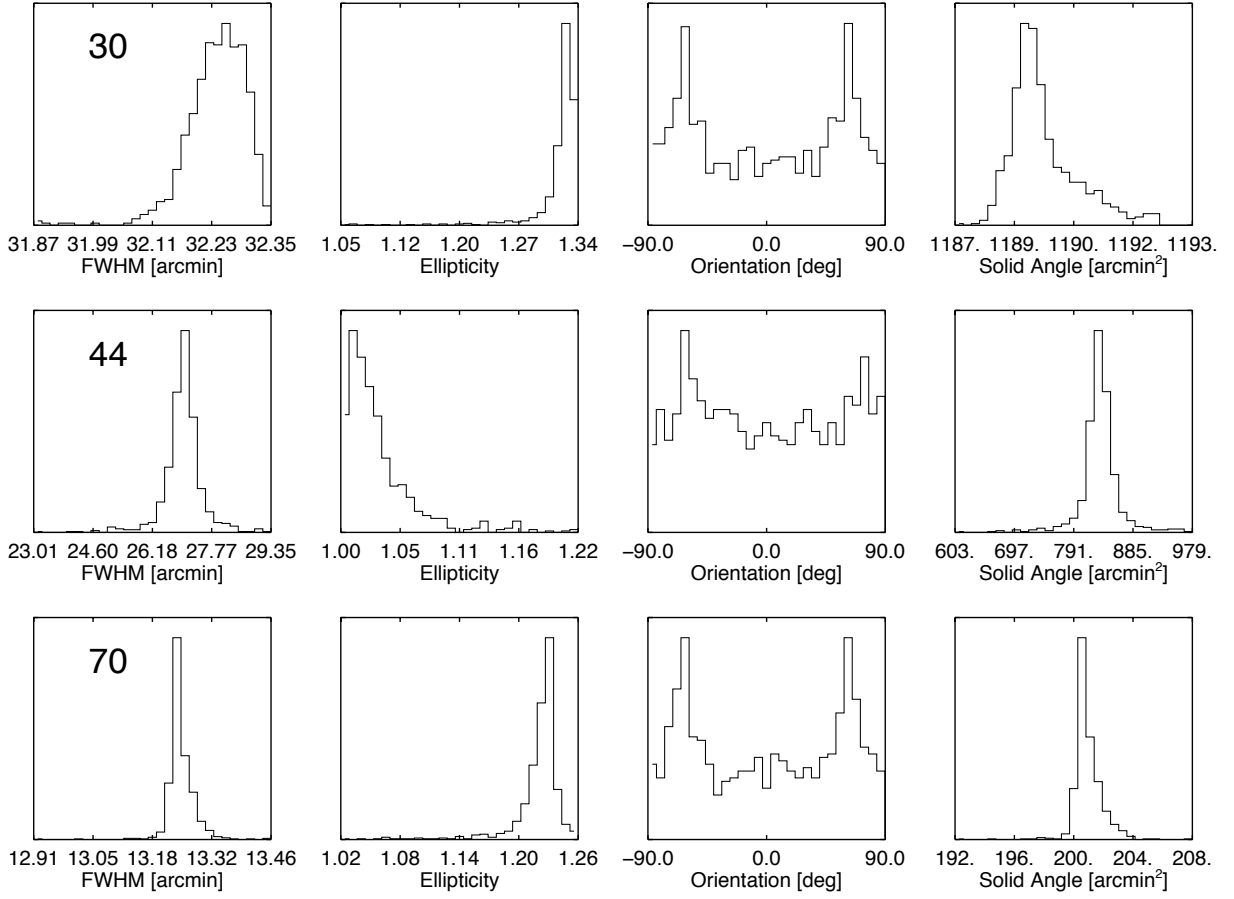 30
31.87 31.99 32.11 32.23 32.35
FWHM [arcmin]
1.05 1.12 1.20 1.27 1.34
Ellipticity
−90.0 0.0 90.0
Orientation [deg]
1187. 1189. 1190. 1192. 1193.
Solid Angle [arcmin²]
44
23.01 24.60 26.18 27.77 29.35
FWHM [arcmin]
1.00 1.05 1.11 1.16 1.22
Ellipticity
−90.0 0.0 90.0
Orientation [deg]
603. 697. 791. 885. 979.
Solid Angle [arcmin²]
70
12.91 13.05 13.18 13.32 13.46
FWHM [arcmin]
1.02 1.08 1.14 1.20 1.26
Ellipticity
−90.0 0.0 90.0
Orientation [deg]
192. 196. 200. 204. 208.
Solid Angle [arcmin²]